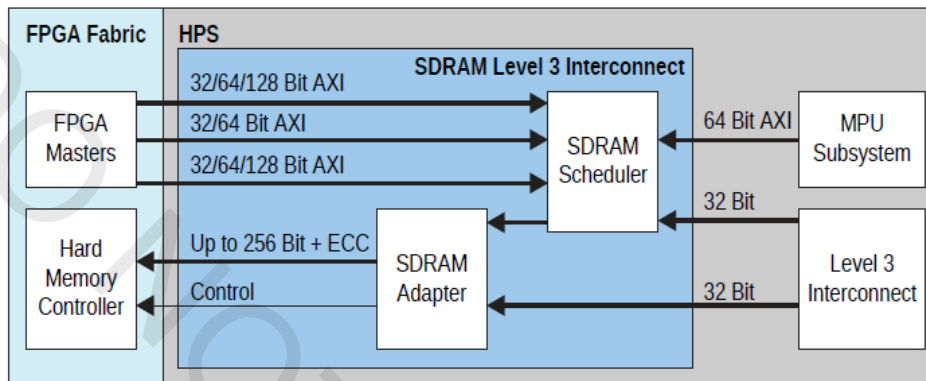 FPGA Fabric
HPS
SDRAM Level 3 Interconnect
32/64/128 Bit AXI
32/64 Bit AXI
32/64/128 Bit AXI
FPGA
Masters
SDRAM
Scheduler
64 Bit AXI
MPU
Subsystem
32 Bit
Hard
Memory
Controller
Up to 256 Bit + ECC
Control
SDRAM
Adapter
32 Bit
Level 3
Interconnect